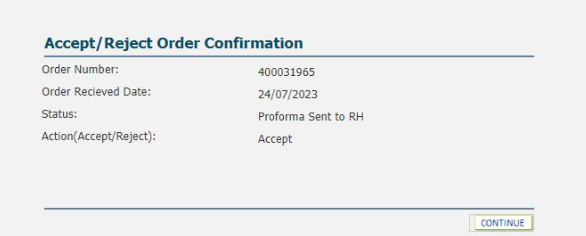 Accept/Reject Order Confirmation
Order Number: 400031965
Order Recieved Date: 24/07/2023
Status: Proforma Sent to RH
Action(Accept/Reject): Accept
CONTINUE